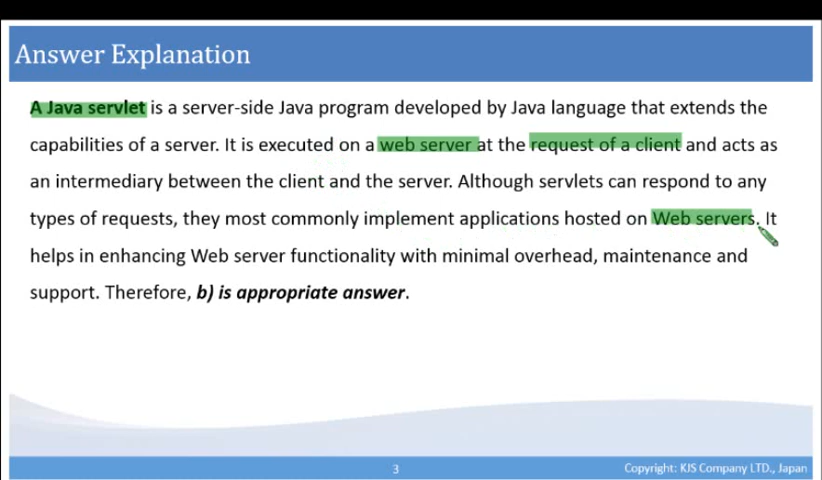 Answer Explanation
A Java servlet is a server-side Java program developed by Java language that extends the
capabilities of a server. It is executed on a web server at the request of a client and acts as
an intermediary between the client and the server. Although servlets can respond to any
types of requests, they most commonly implement applications hosted on Web servers. It
helps in enhancing Web server functionality with minimal overhead, maintenance and
support. Therefore, b) is appropriate answer.
3
Copyright: KJS Company LTD., Japan